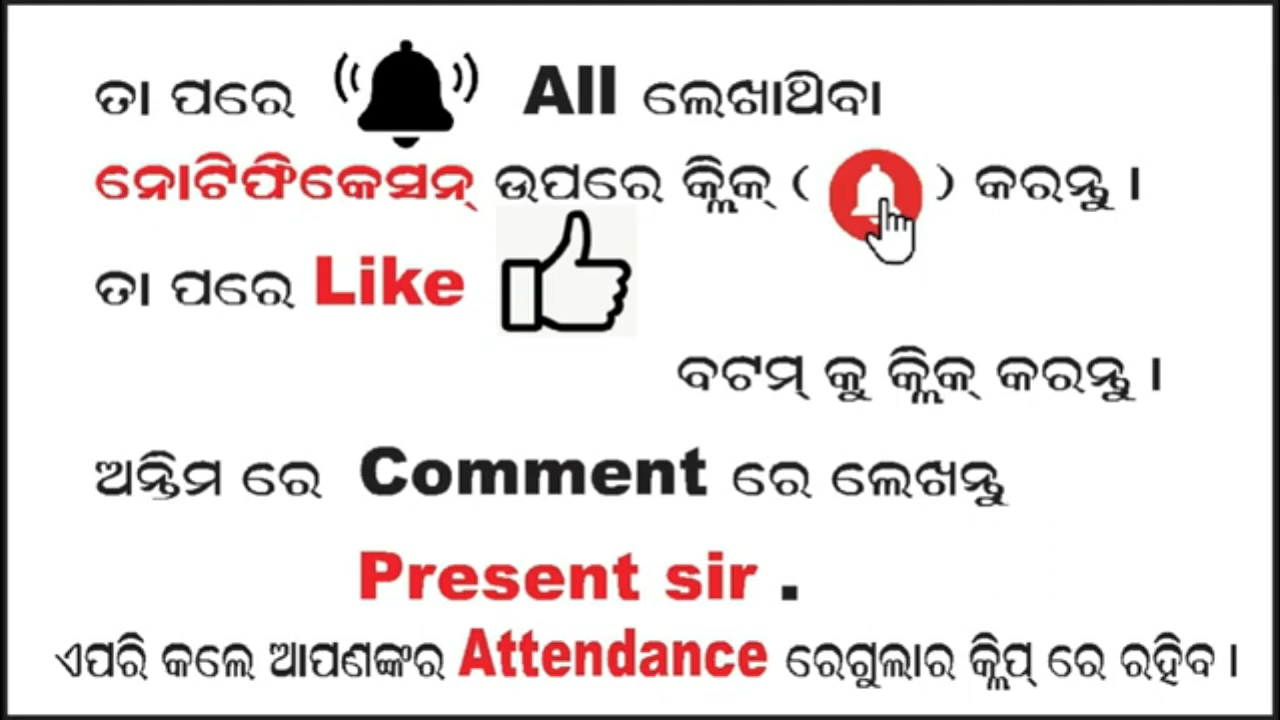 ତା ପରେ All ଲେଖାଥିବା
ନୋଟିଫିକେସନ୍ ଉପରେ କ୍ଲିକ୍ ( ) କରନ୍ତୁ ।
ତା ପରେ Like
ବଟମ୍ କୁ କ୍ଲିକ୍ କରନ୍ତୁ ।
ଅନ୍ତିମ ରେ Comment ରେ ଲେଖନ୍ତୁ
Present sir .
ଏପରି କଲେ ଆପଣଙ୍କର Attendance ରେଗୁଲାର କ୍ଲିପ୍ ରେ ରହିବ ।